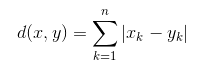 d(x, y) = \sum_{k=1}^{n} |x_k - y_k|